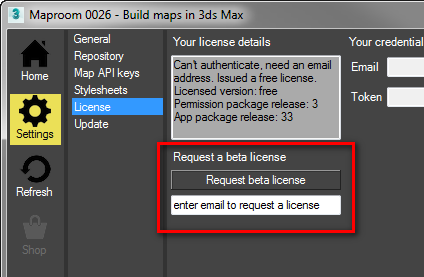 Maproom 0026 - Build maps in 3ds Max
Home
Settings
Refresh
Shop
General
Repository
Map API keys
Stylesheets
License
Update
Your license details
Can't authenticate, need an email
address. Issued a free license.
Licensed version: free
Permission package release: 3
App package release: 33
Request a beta license
Request beta license
enter email to request a license
Your credential
Email
Token